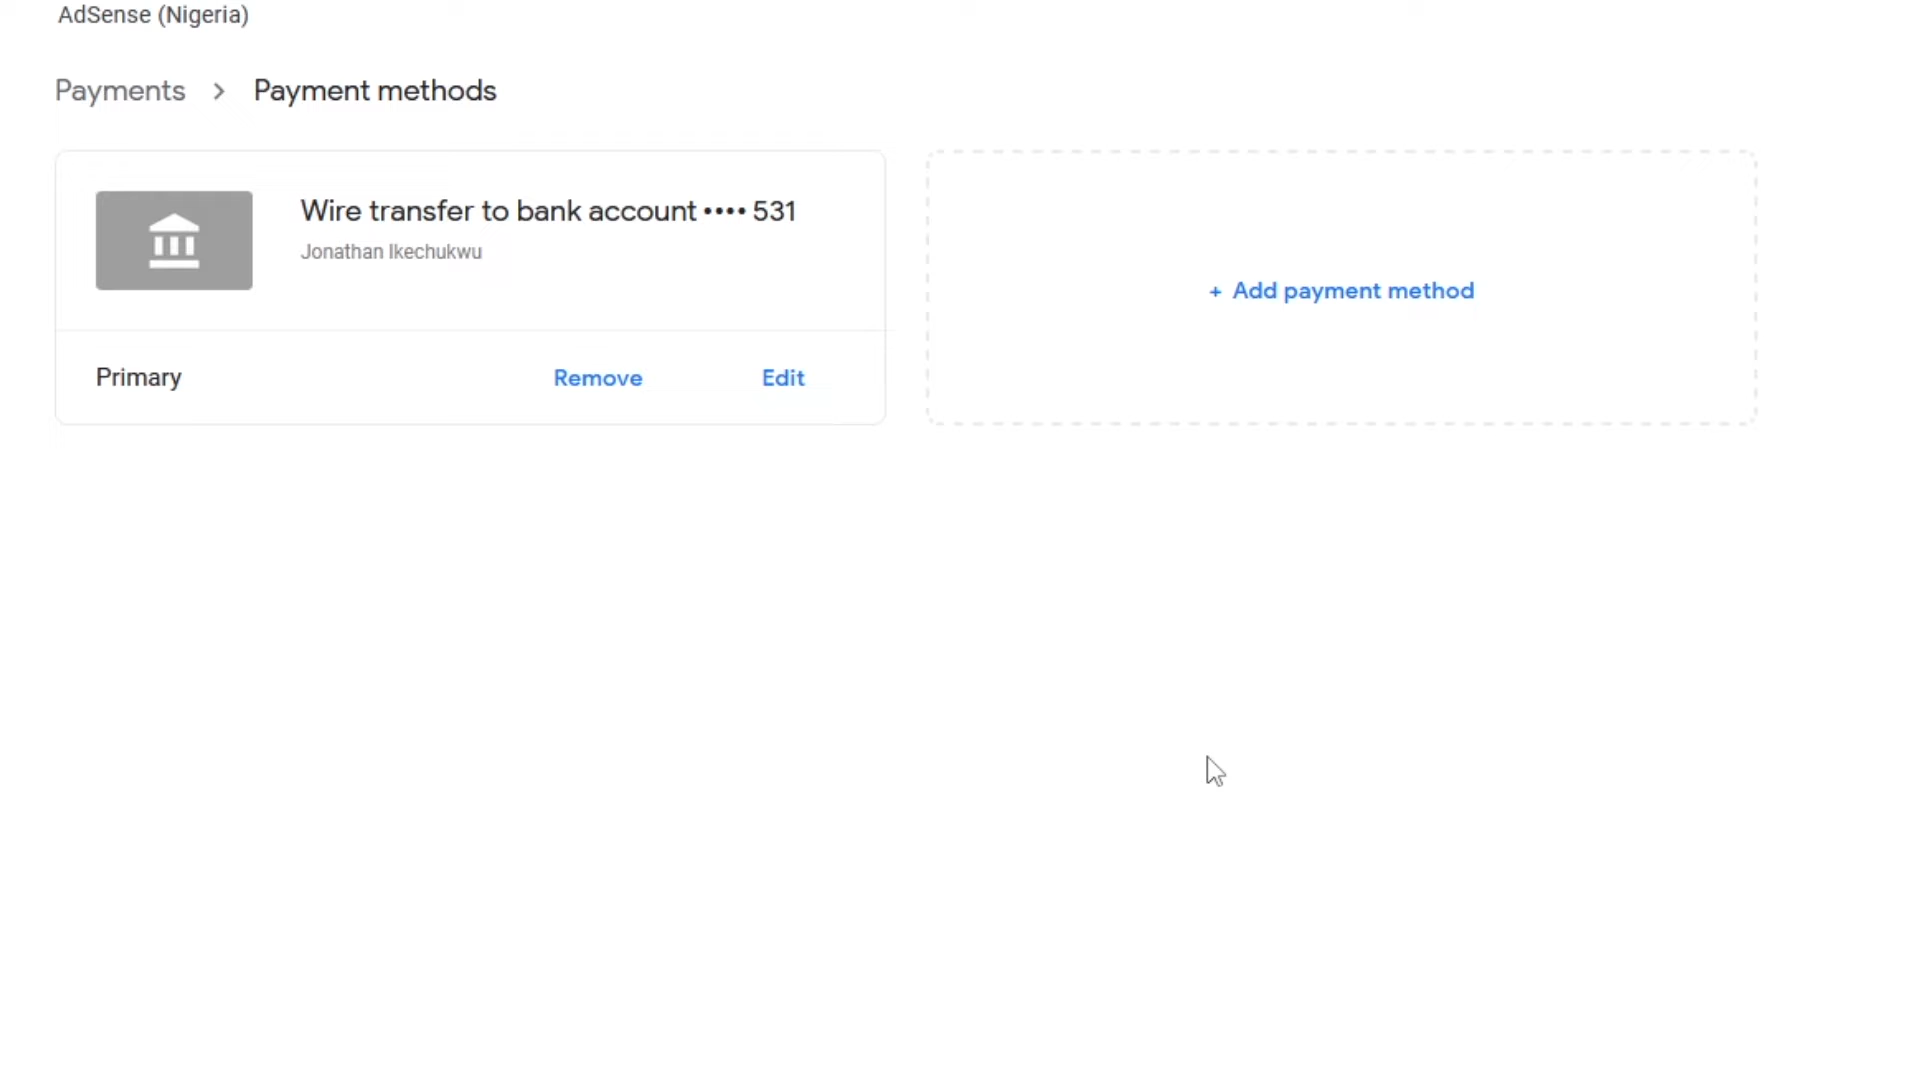 AdSense (Nigeria)
Payments > Payment methods
Wire transfer to bank account •••• 531
Jonathan Ikechukwu
+ Add payment method
Primary Remove Edit